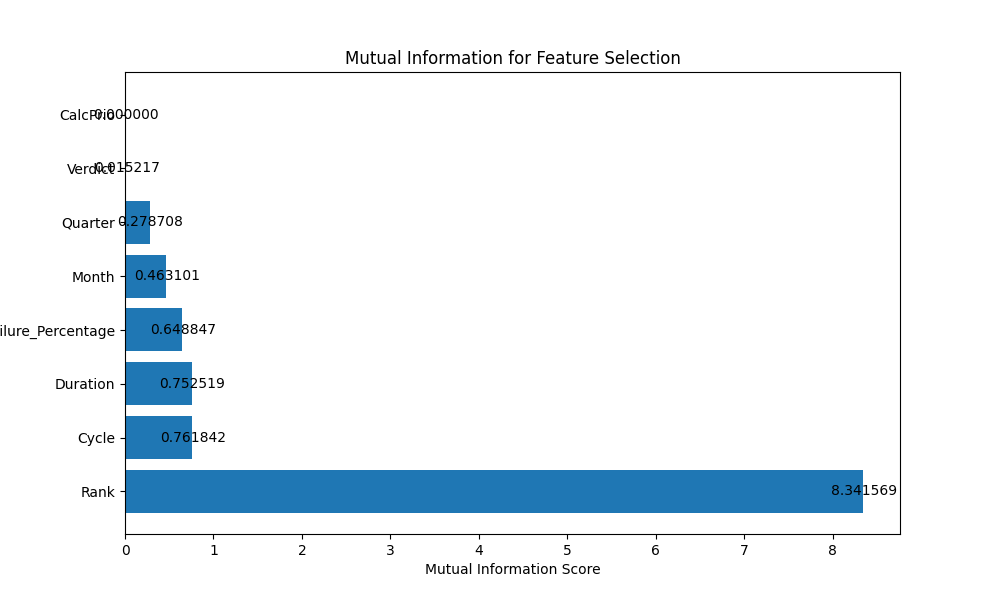 Mutual Information for Feature Selection
CalcPrio 0.000000
Verdict 0.015217
Quarter 0.278708
Month 0.463101
ilure_Percentage 0.648847
Duration 0.752519
Cycle 0.761842
Rank 8.341569
0 1 2 3 4 5 6 7 8
Mutual Information Score